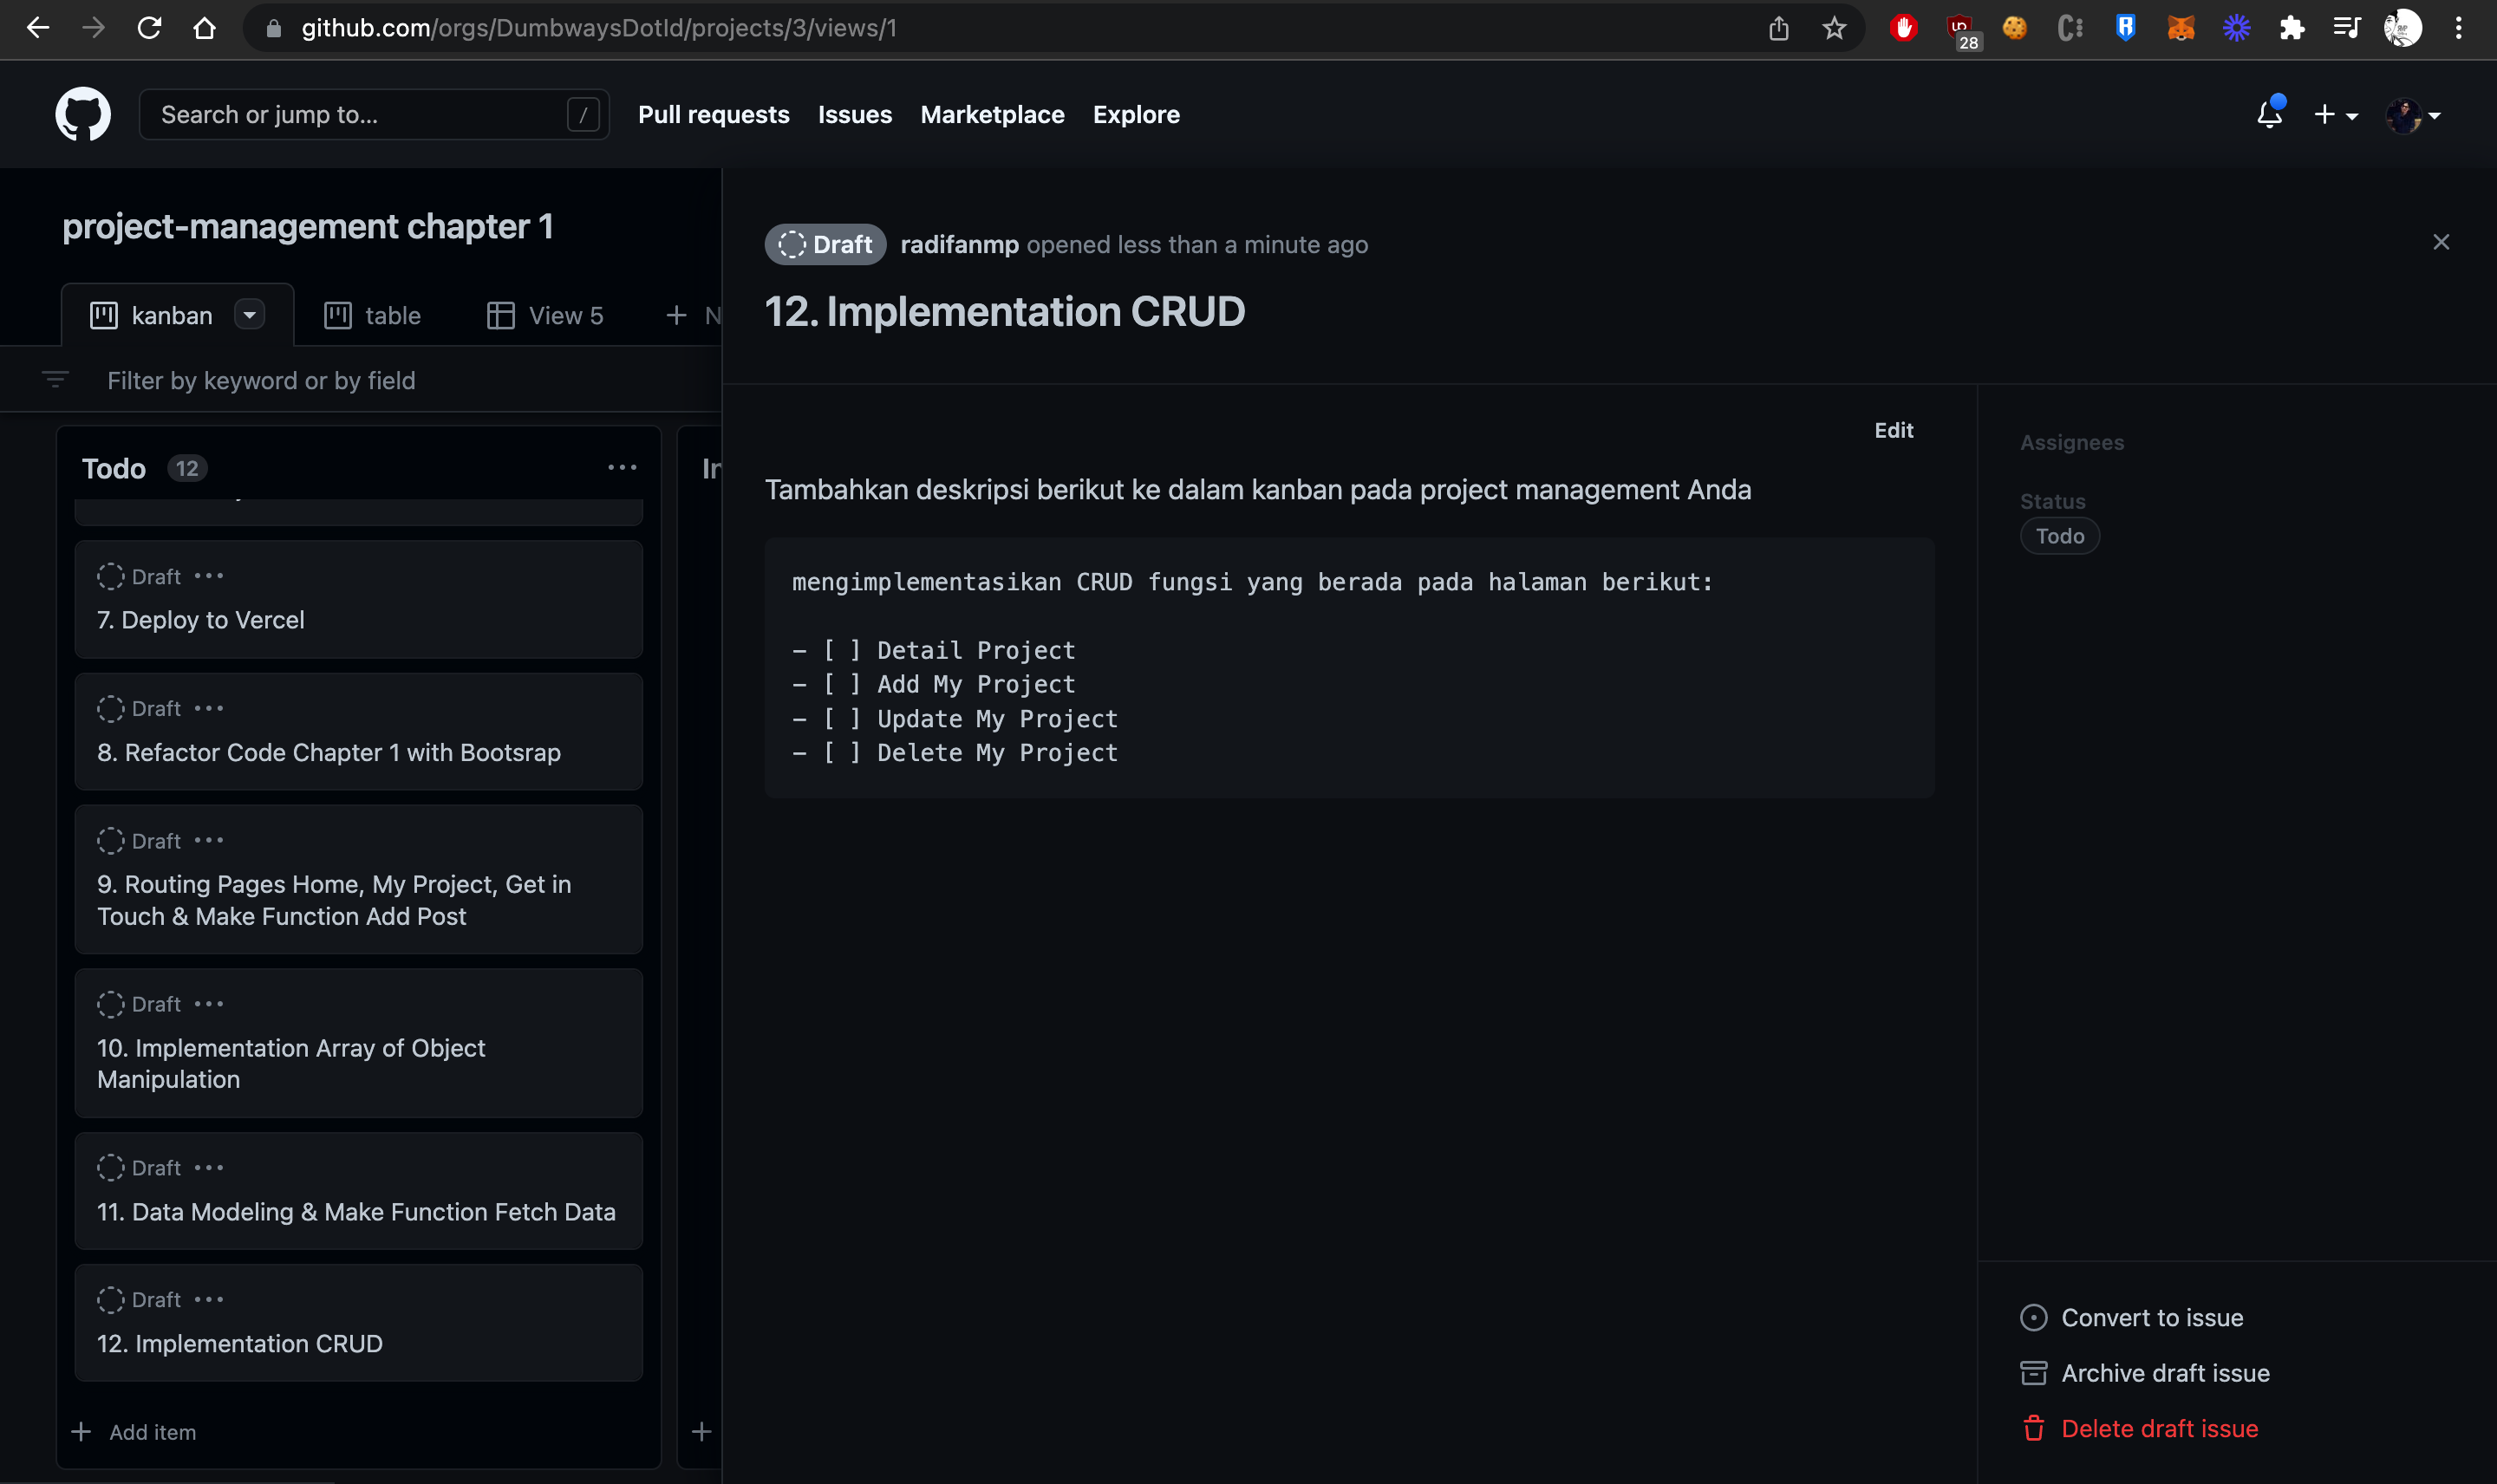 github.com/orgs/DumbwaysDotId/projects/3/views/1
28
Search or jump to...
/
Pull requests
Issues
Marketplace
Explore
project-management chapter 1
kanban
table
View 5
Filter by keyword or by field
Todo 12
Draft
7. Deploy to Vercel
Draft
8. Refactor Code Chapter 1 with Bootsrap
Draft
9. Routing Pages Home, My Project, Get in
Touch & Make Function Add Post
Draft
10. Implementation Array of Object
Manipulation
Draft
11. Data Modeling & Make Function Fetch Data
Draft
12. Implementation CRUD
+ Add item
Draft radifanmp opened less than a minute ago
12. Implementation CRUD
Edit
Tambahkan deskripsi berikut ke dalam kanban pada project management Anda
mengimplementasikan CRUD fungsi yang berada pada halaman berikut:
- [ ] Detail Project
- [ ] Add My Project
- [ ] Update My Project
- [ ] Delete My Project
Assignees
Status
Todo
Convert to issue
Archive draft issue
Delete draft issue